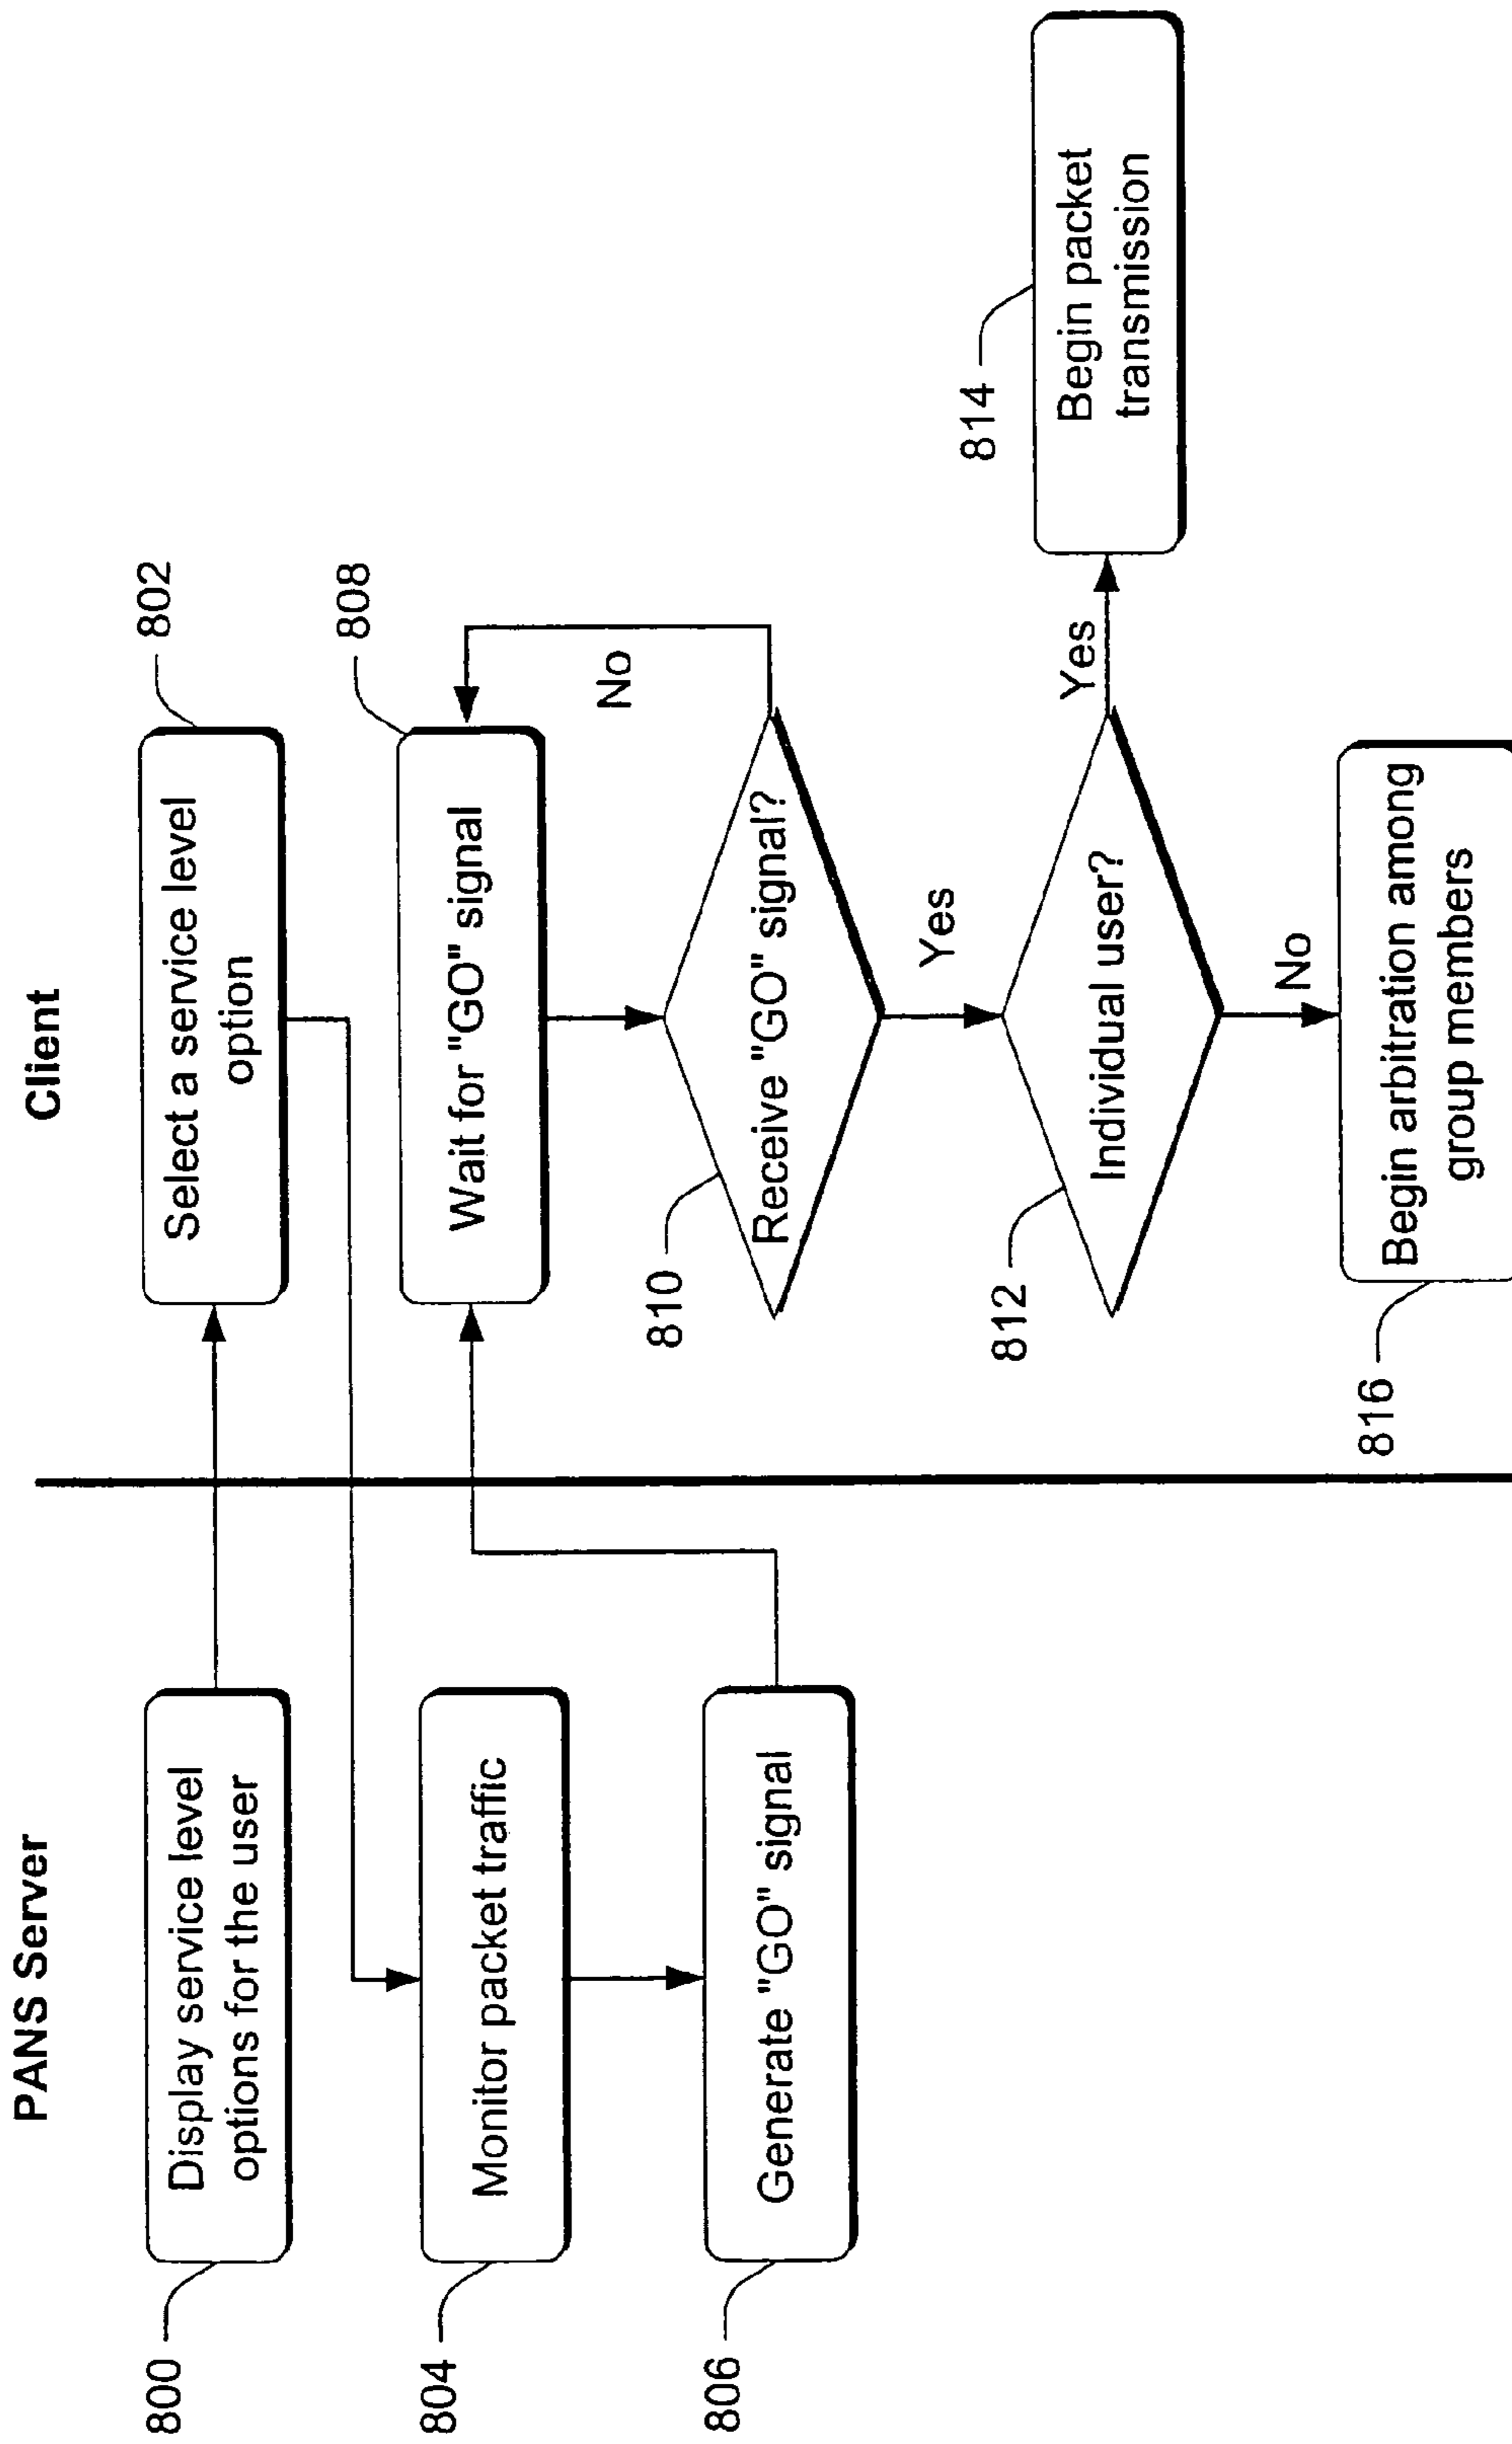 PANS Server
Client
800
Display service level
options for the user
802
Select a service level
option
804
Monitor packet traffic
806
Generate "GO" signal
808
Wait for "GO" signal
810
Receive "GO" signal?
No
Yes
812
Individual user?
Yes
814
Begin packet
transmission
No
816
Begin arbitration among
group members